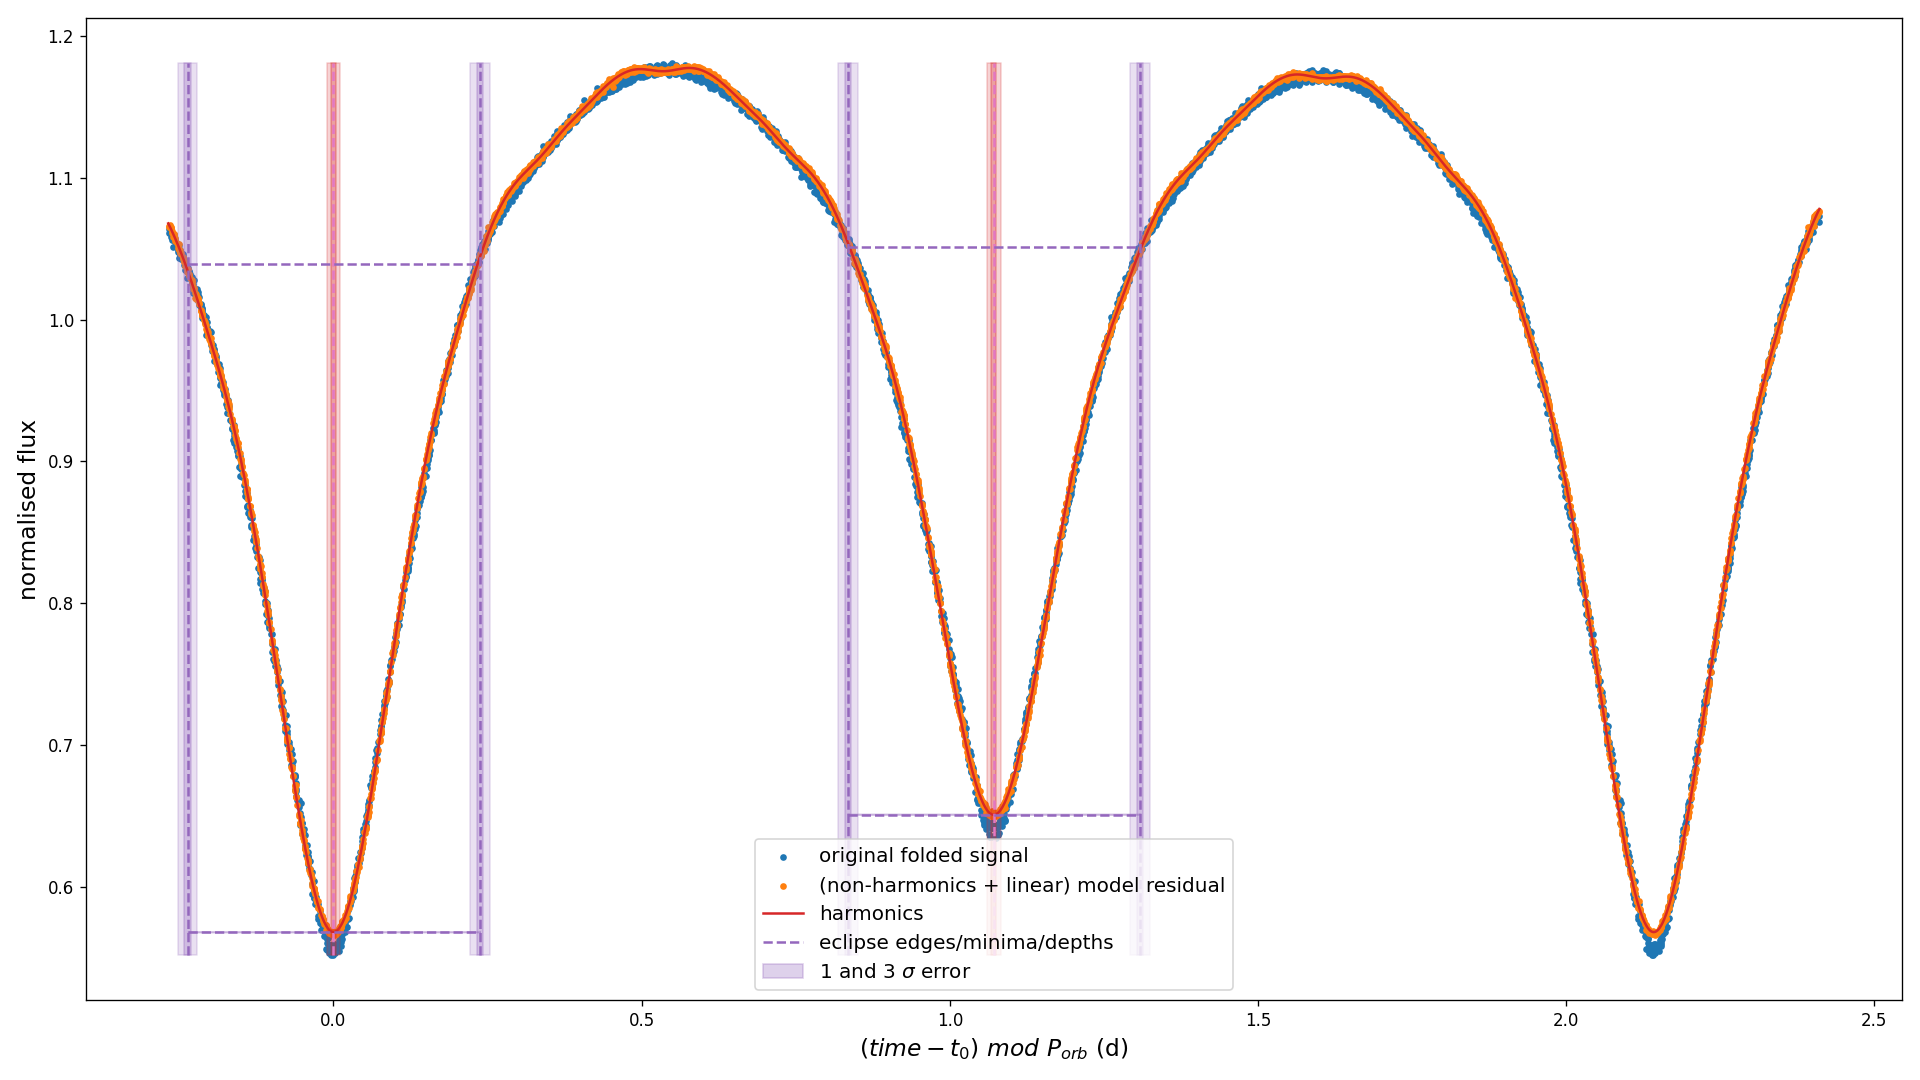 1.2
1.1
1.0
0.9
0.8
0.7
0.6
normalised flux
original folded signal
(non-harmonics + linear) model residual
harmonics
eclipse edges/minima/depths
1 and 3 σ error
0.0 0.5 1.0 1.5 2.0 2.5
(time − t₀) mod Pₒᵣb (d)